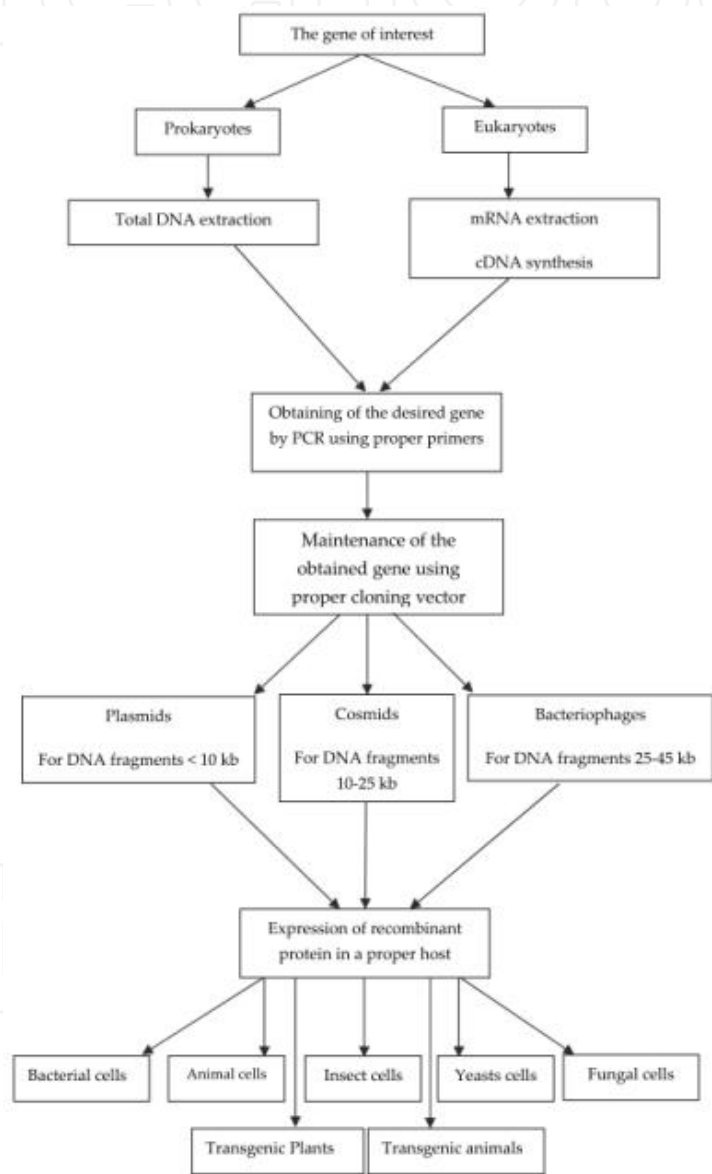 The gene of interest
Prokaryotes
Eukaryotes
Total DNA extraction
mRNA extraction
cDNA synthesis
Obtaining of the desired gene
by PCR using proper primers
Maintenance of the
obtained gene using
proper cloning vector
Plasmids
For DNA fragments < 10 kb
Cosmids
For DNA fragments
10-25 kb
Bacteriophages
For DNA fragments 25-45 kb
Expression of recombinant
protein in a proper host
Bacterial cells
Animal cells
Insect cells
Yeasts cells
Fungal cells
Transgenic Plants
Transgenic animals